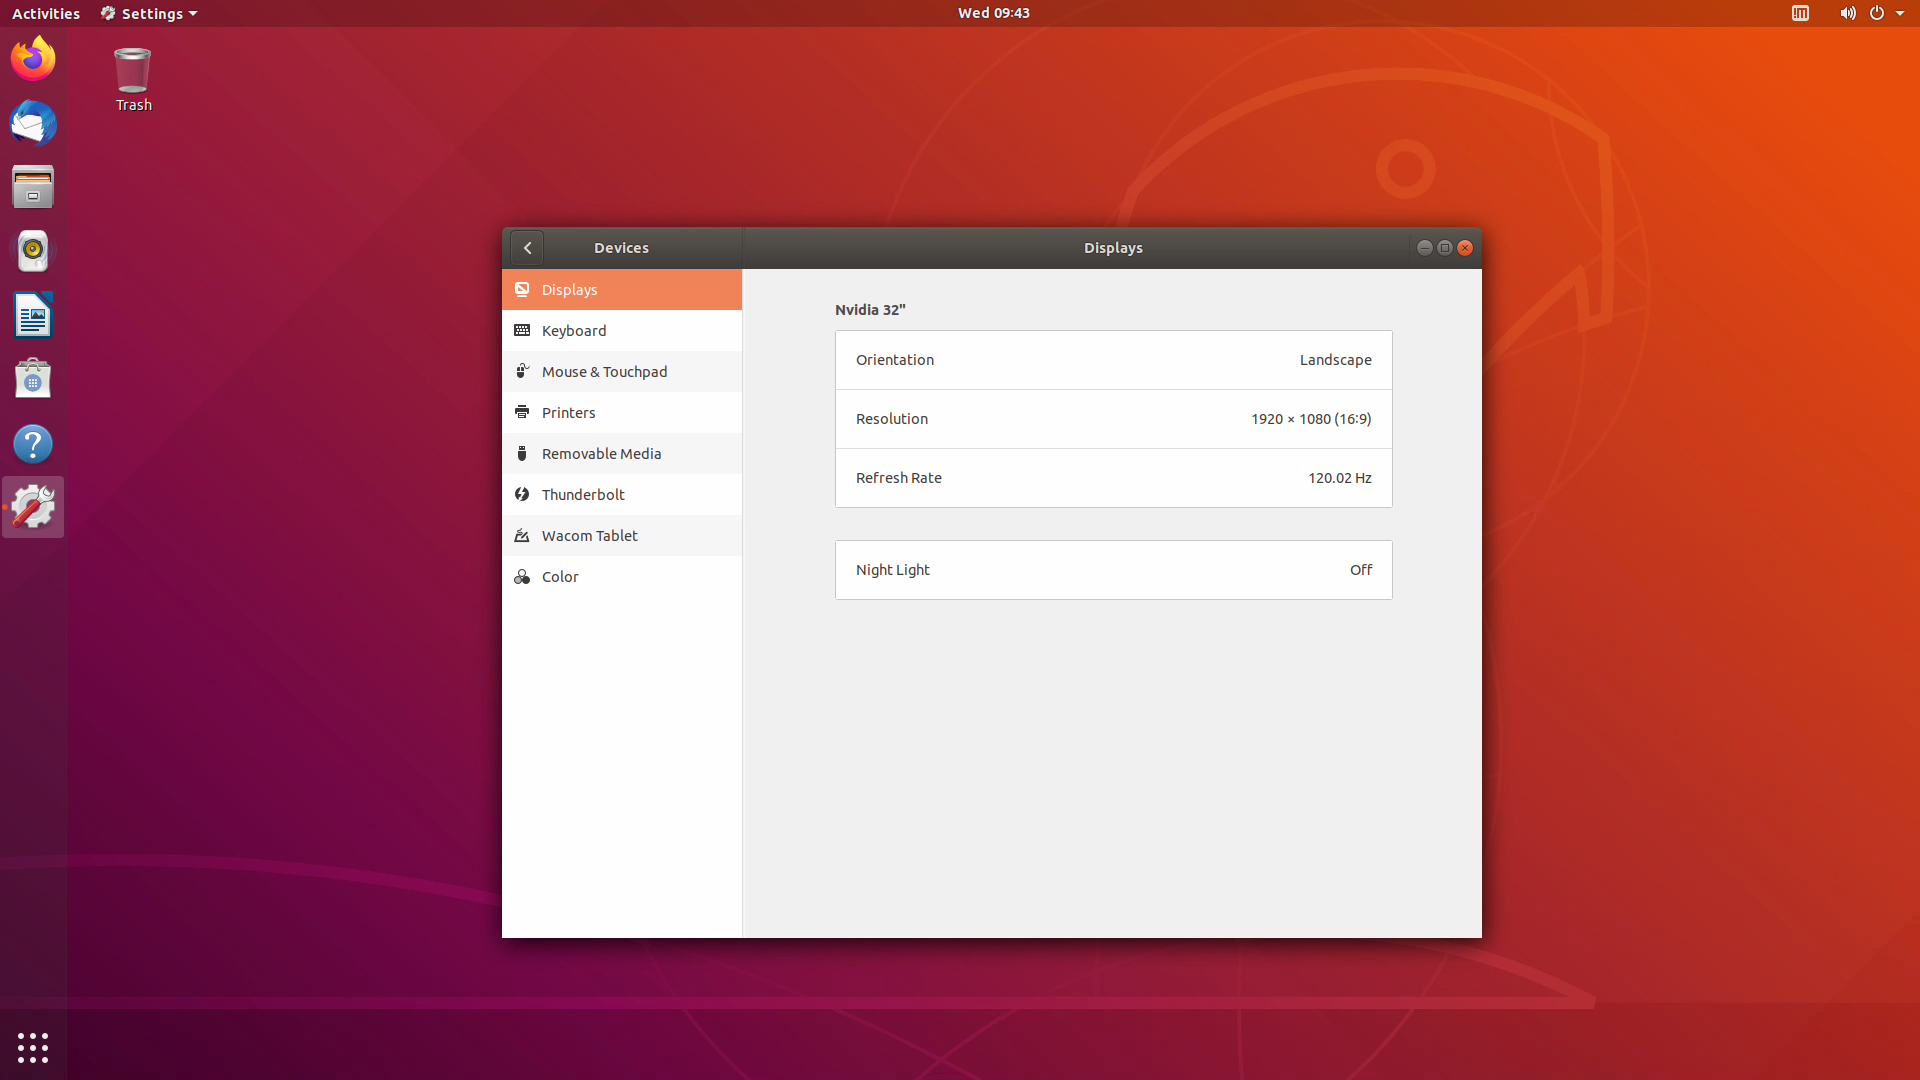 Activities
Settings
Wed 09:43
Trash
Devices
Displays
Displays
Keyboard
Mouse & Touchpad
Printers
Removable Media
Thunderbolt
Wacom Tablet
Color
Nvidia 32"
Orientation Landscape
Resolution 1920 × 1080 (16:9)
Refresh Rate 120.02 Hz
Night Light Off